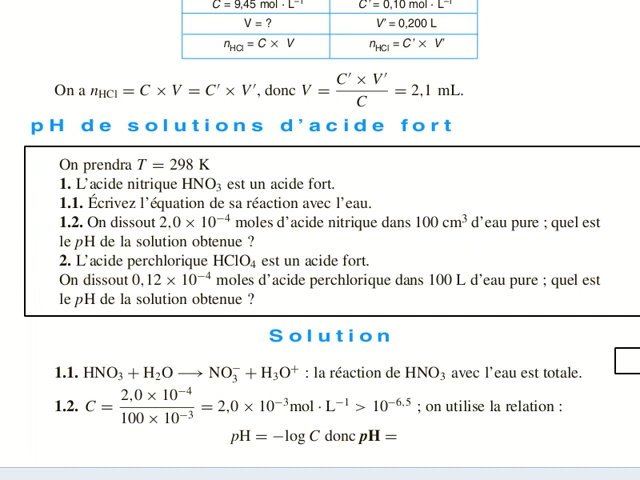 C = 9,45 mol · L⁻¹ C' = 0,10 mol · L⁻¹
V = ? V' = 0,200 L
n_HCl = C × V n_HCl = C' × V'
On a n_HCl = C × V = C' × V', donc V = (C' × V')/C = 2,1 mL.
pH de solutions d'acide fort
On prendra T = 298 K
1. L'acide nitrique HNO₃ est un acide fort.
1.1. Écrivez l'équation de sa réaction avec l'eau.
1.2. On dissout 2,0 × 10⁻⁴ moles d'acide nitrique dans 100 cm³ d'eau pure ; quel est
le pH de la solution obtenue ?
2. L'acide perchlorique HClO₄ est un acide fort.
On dissout 0,12 × 10⁻⁴ moles d'acide perchlorique dans 100 L d'eau pure ; quel est
le pH de la solution obtenue ?
Solution
1.1. HNO₃ + H₂O ⟶ NO₃⁻ + H₃O⁺ : la réaction de HNO₃ avec l'eau est totale.
1.2. C = (2,0 × 10⁻⁴)/(100 × 10⁻³) = 2,0 × 10⁻³mol · L⁻¹ > 10⁻⁶,⁵ ; on utilise la relation :
pH = −log C donc pH =